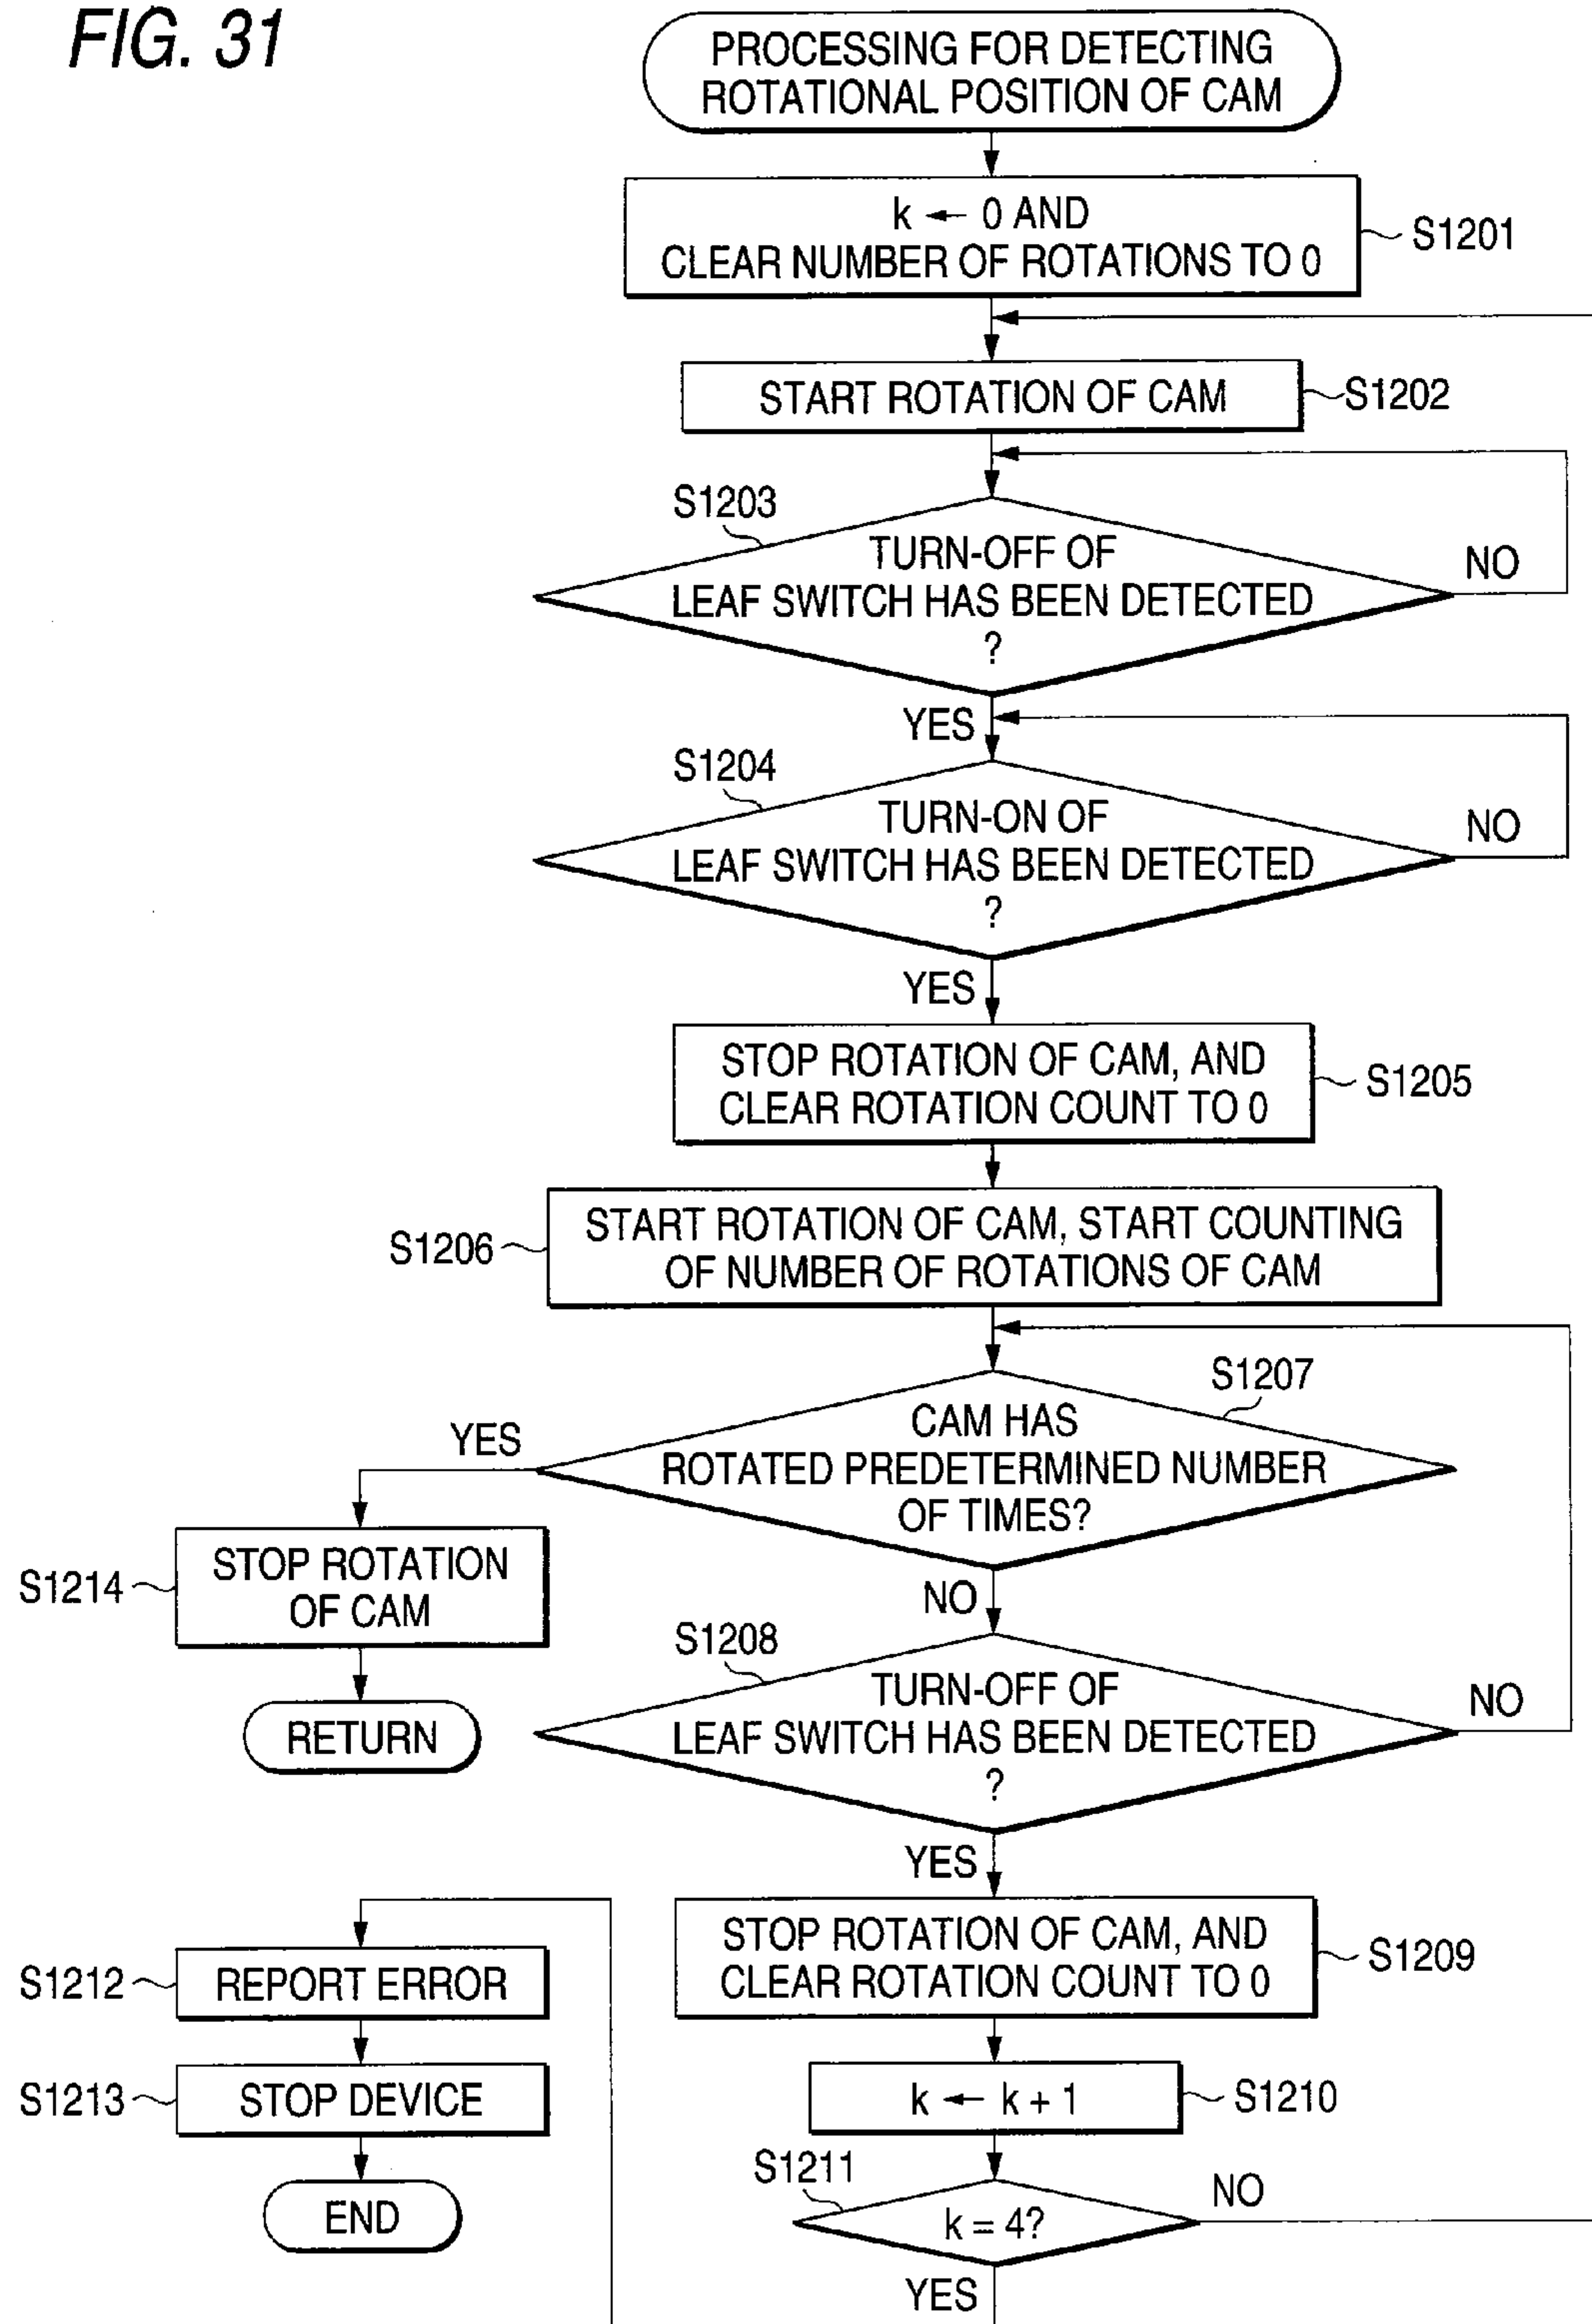 FIG. 31
PROCESSING FOR DETECTING
ROTATIONAL POSITION OF CAM
k ← 0 AND
CLEAR NUMBER OF ROTATIONS TO 0
S1201
START ROTATION OF CAM
S1202
S1203
TURN-OFF OF
LEAF SWITCH HAS BEEN DETECTED
?
NO
YES
S1204
TURN-ON OF
LEAF SWITCH HAS BEEN DETECTED
?
NO
YES
STOP ROTATION OF CAM, AND
CLEAR ROTATION COUNT TO 0
S1205
S1206
START ROTATION OF CAM, START COUNTING
OF NUMBER OF ROTATIONS OF CAM
S1207
CAM HAS
ROTATED PREDETERMINED NUMBER
OF TIMES?
YES
S1214
STOP ROTATION
OF CAM
RETURN
NO
S1208
TURN-OFF OF
LEAF SWITCH HAS BEEN DETECTED
?
NO
YES
STOP ROTATION OF CAM, AND
CLEAR ROTATION COUNT TO 0
S1209
S1212
REPORT ERROR
S1213
STOP DEVICE
END
k ← k + 1
S1210
S1211
k = 4?
NO
YES